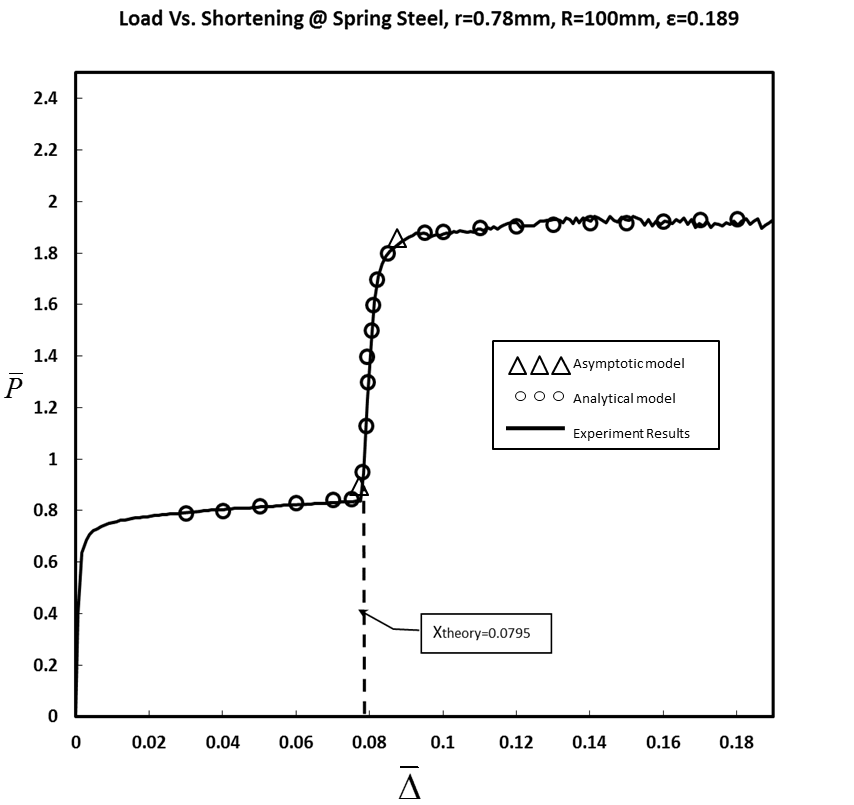 Load Vs. Shortening @ Spring Steel, r=0.78mm, R=100mm, ε=0.189
2.4
2.2
2
1.8
1.6
1.4
P̅
1.2
1
0.8
0.6
0.4
0.2
0
Asymptotic model
Analytical model
Experiment Results
Xtheory=0.0795
0 0.02 0.04 0.06 0.08 0.1 0.12 0.14 0.16 0.18
Δ̅